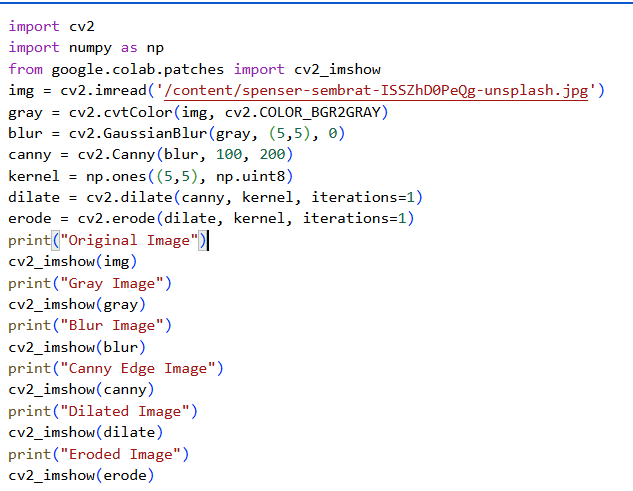 import cv2
import numpy as np
from google.colab.patches import cv2_imshow
img = cv2.imread('/content/spenser-sembrat-ISSZhD0PeQg-unsplash.jpg')
gray = cv2.cvtColor(img, cv2.COLOR_BGR2GRAY)
blur = cv2.GaussianBlur(gray, (5,5), 0)
canny = cv2.Canny(blur, 100, 200)
kernel = np.ones((5,5), np.uint8)
dilate = cv2.dilate(canny, kernel, iterations=1)
erode = cv2.erode(dilate, kernel, iterations=1)
print("Original Image")
cv2_imshow(img)
print("Gray Image")
cv2_imshow(gray)
print("Blur Image")
cv2_imshow(blur)
print("Canny Edge Image")
cv2_imshow(canny)
print("Dilated Image")
cv2_imshow(dilate)
print("Eroded Image")
cv2_imshow(erode)